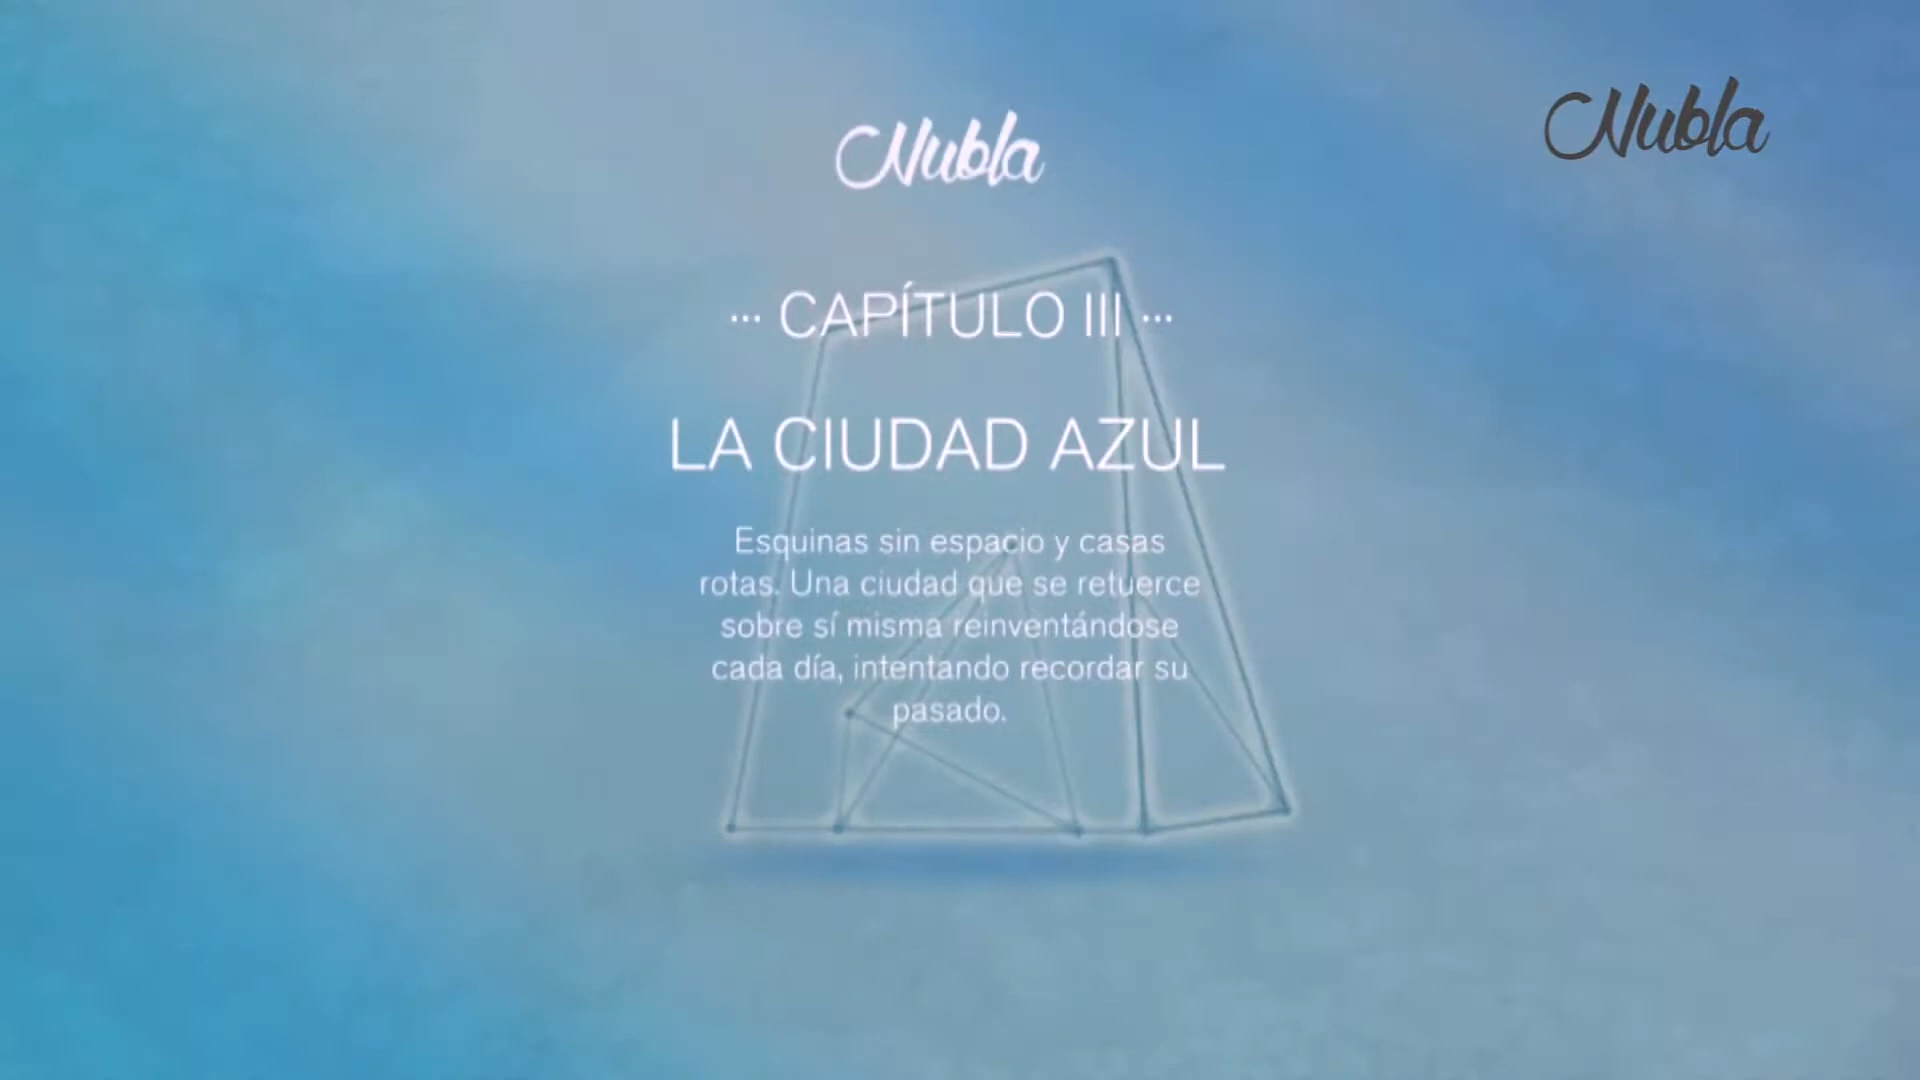 Nubla
Nubla
... CAPÍTULO III ...
LA CIUDAD AZUL
Esquinas sin espacio y casas
rotas. Una ciudad que se retuerce
sobre sí misma reinventándose
cada día, intentando recordar su
pasado.